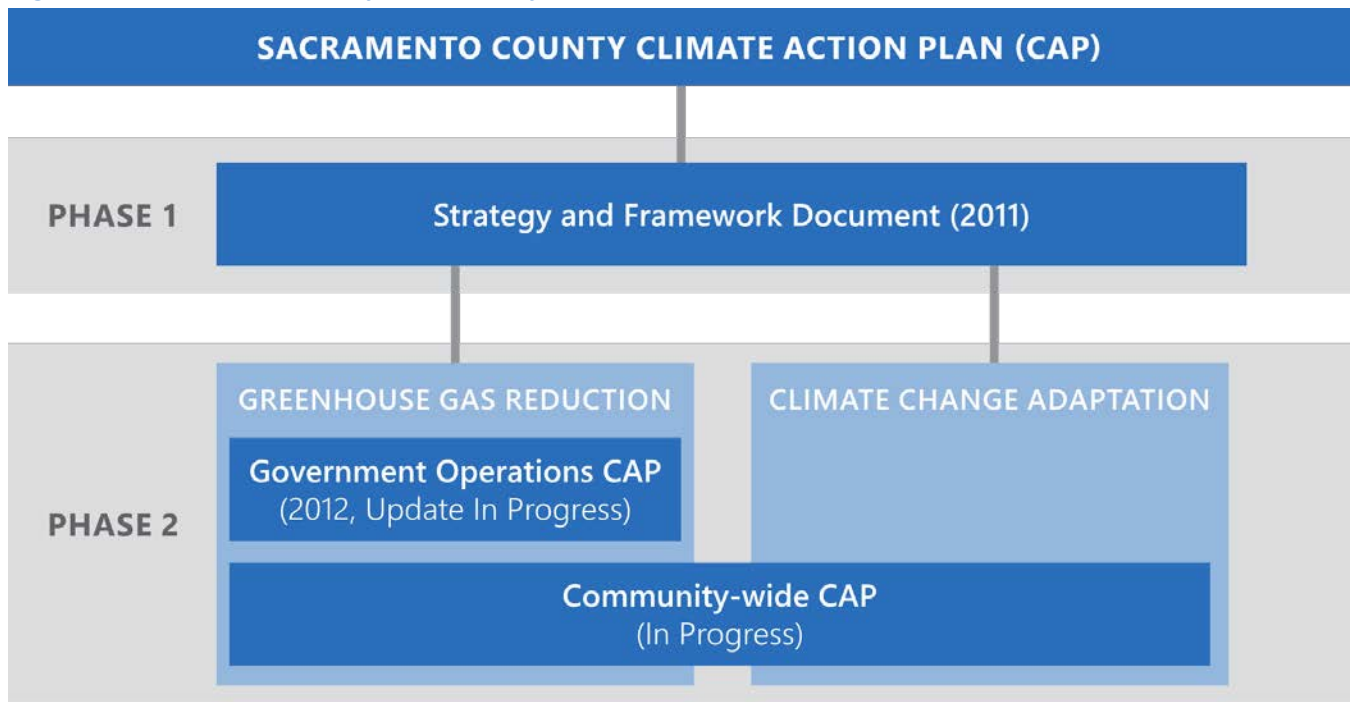 SACRAMENTO COUNTY CLIMATE ACTION PLAN (CAP)
PHASE 1
Strategy and Framework Document (2011)
PHASE 2
GREENHOUSE GAS REDUCTION
CLIMATE CHANGE ADAPTATION
Government Operations CAP
(2012, Update In Progress)
Community-wide CAP
(In Progress)